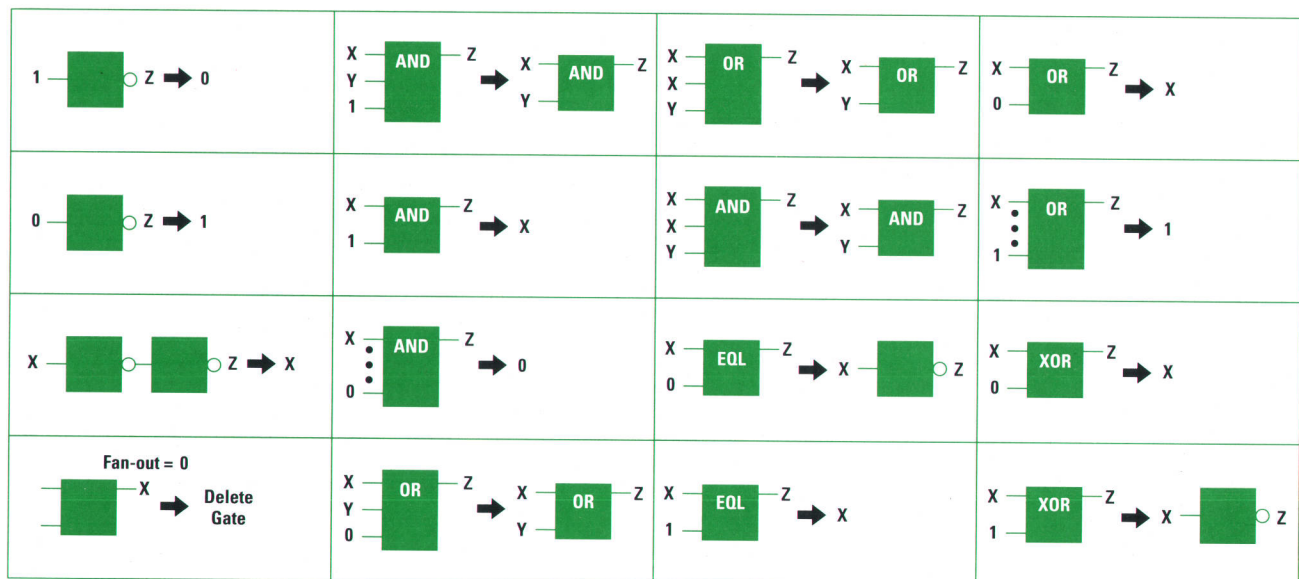 1 Z 0
X AND Z X AND Z
Y Y
1
X OR Z X OR Z
X Y
Y
X OR Z X
0
0 Z 1
X AND Z X
1
X AND Z X AND Z
X Y
Y
X OR Z 1
1
X Z X
X AND Z 0
0
X EQL Z X Z
0
X XOR Z X
0
Fan-out = 0
X Delete
Gate
X OR Z X OR Z
Y Y
0
X EQL Z X
1
X XOR Z X Z
1